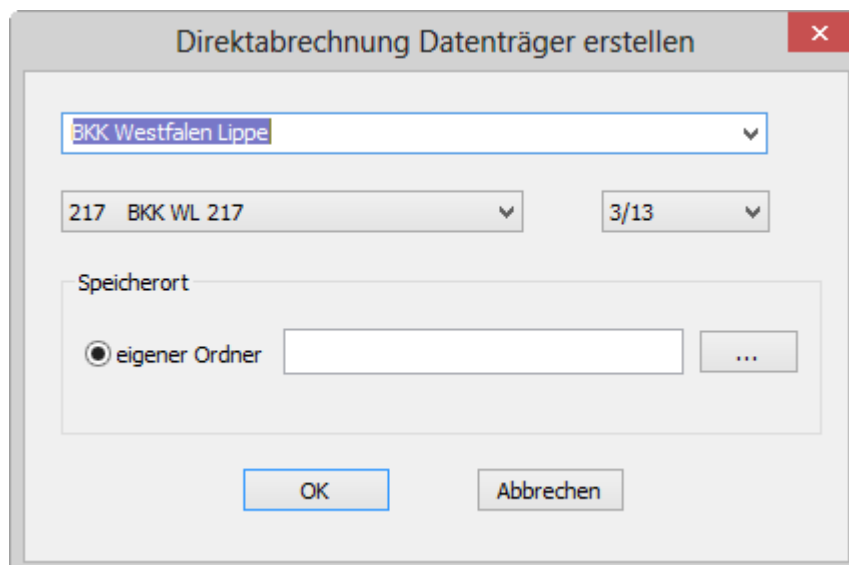 Direktabrechnung Datenträger erstellen
BKK Westfalen Lippe
217 BKK WL 217
3/13
Speicherort
eigener Ordner
...
OK
Abbrechen